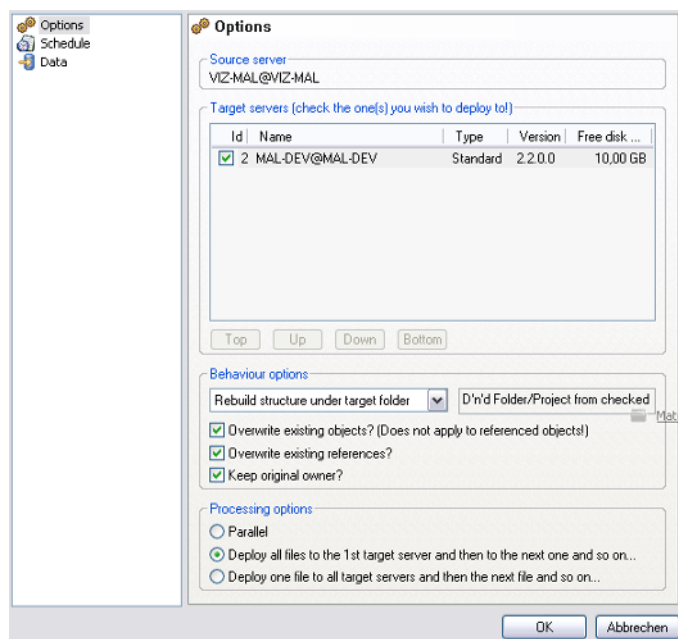 Options
Schedule
Data
Options
Source server
VIZ-MAL@VIZ-MAL
Target servers (check the one(s) you wish to deploy to!)
Id Name Type Version Free disk ...
2 MAL-DEV@MAL-DEV Standard 2.2.0.0 10,00 GB
Top Up Down Bottom
Behaviour options
Rebuild structure under target folder D'n'd Folder/Project from checked
Mat
Overwrite existing objects? (Does not apply to referenced objects!)
Overwrite existing references?
Keep original owner?
Processing options
Parallel
Deploy all files to the 1st target server and then to the next one and so on...
Deploy one file to all target servers and then the next file and so on...
OK Abbrechen